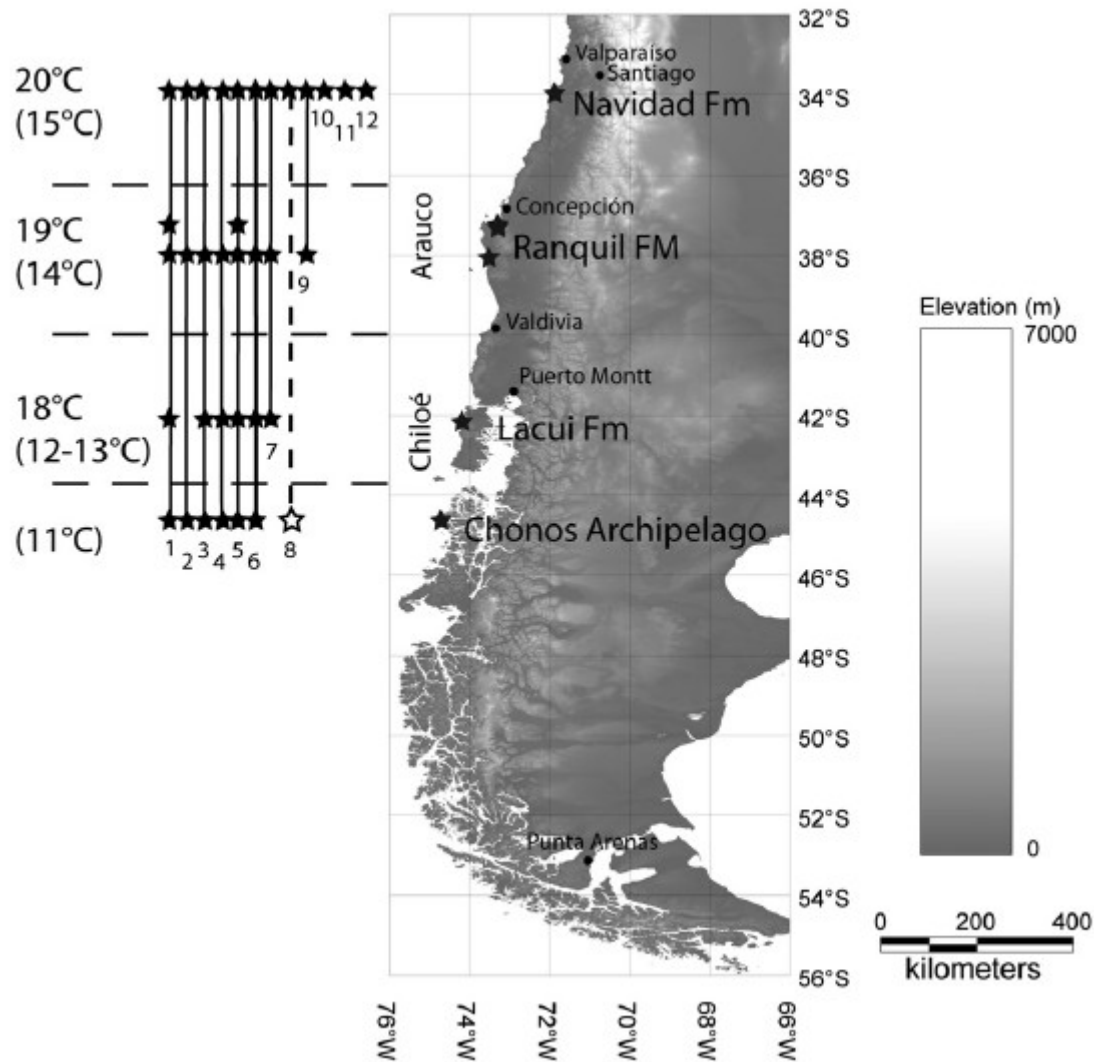 20°C
(15°C)
10
11
12
19°C
(14°C)
9
18°C
(12-13°C)
7
(11°C)
1
2
3
4
5
6
8
Arauco
Chiloé
Valparaíso
Santiago
Navidad Fm
Concepción
Ranquil FM
Valdivia
Puerto Montt
Lacui Fm
Chonos Archipelago
Punta Arenas
32°S
34°S
36°S
38°S
40°S
42°S
44°S
46°S
48°S
50°S
52°S
54°S
56°S
76°W
74°W
72°W
70°W
68°W
66°W
Elevation (m)
7000
0
0 200 400
kilometers